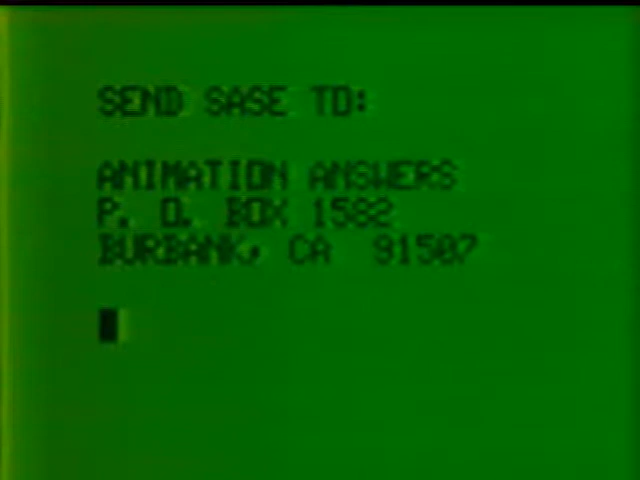 SEND SASE TO:
ANIMATION ANSWERS
P. O. BOX 1582
BURBANK, CA 91507